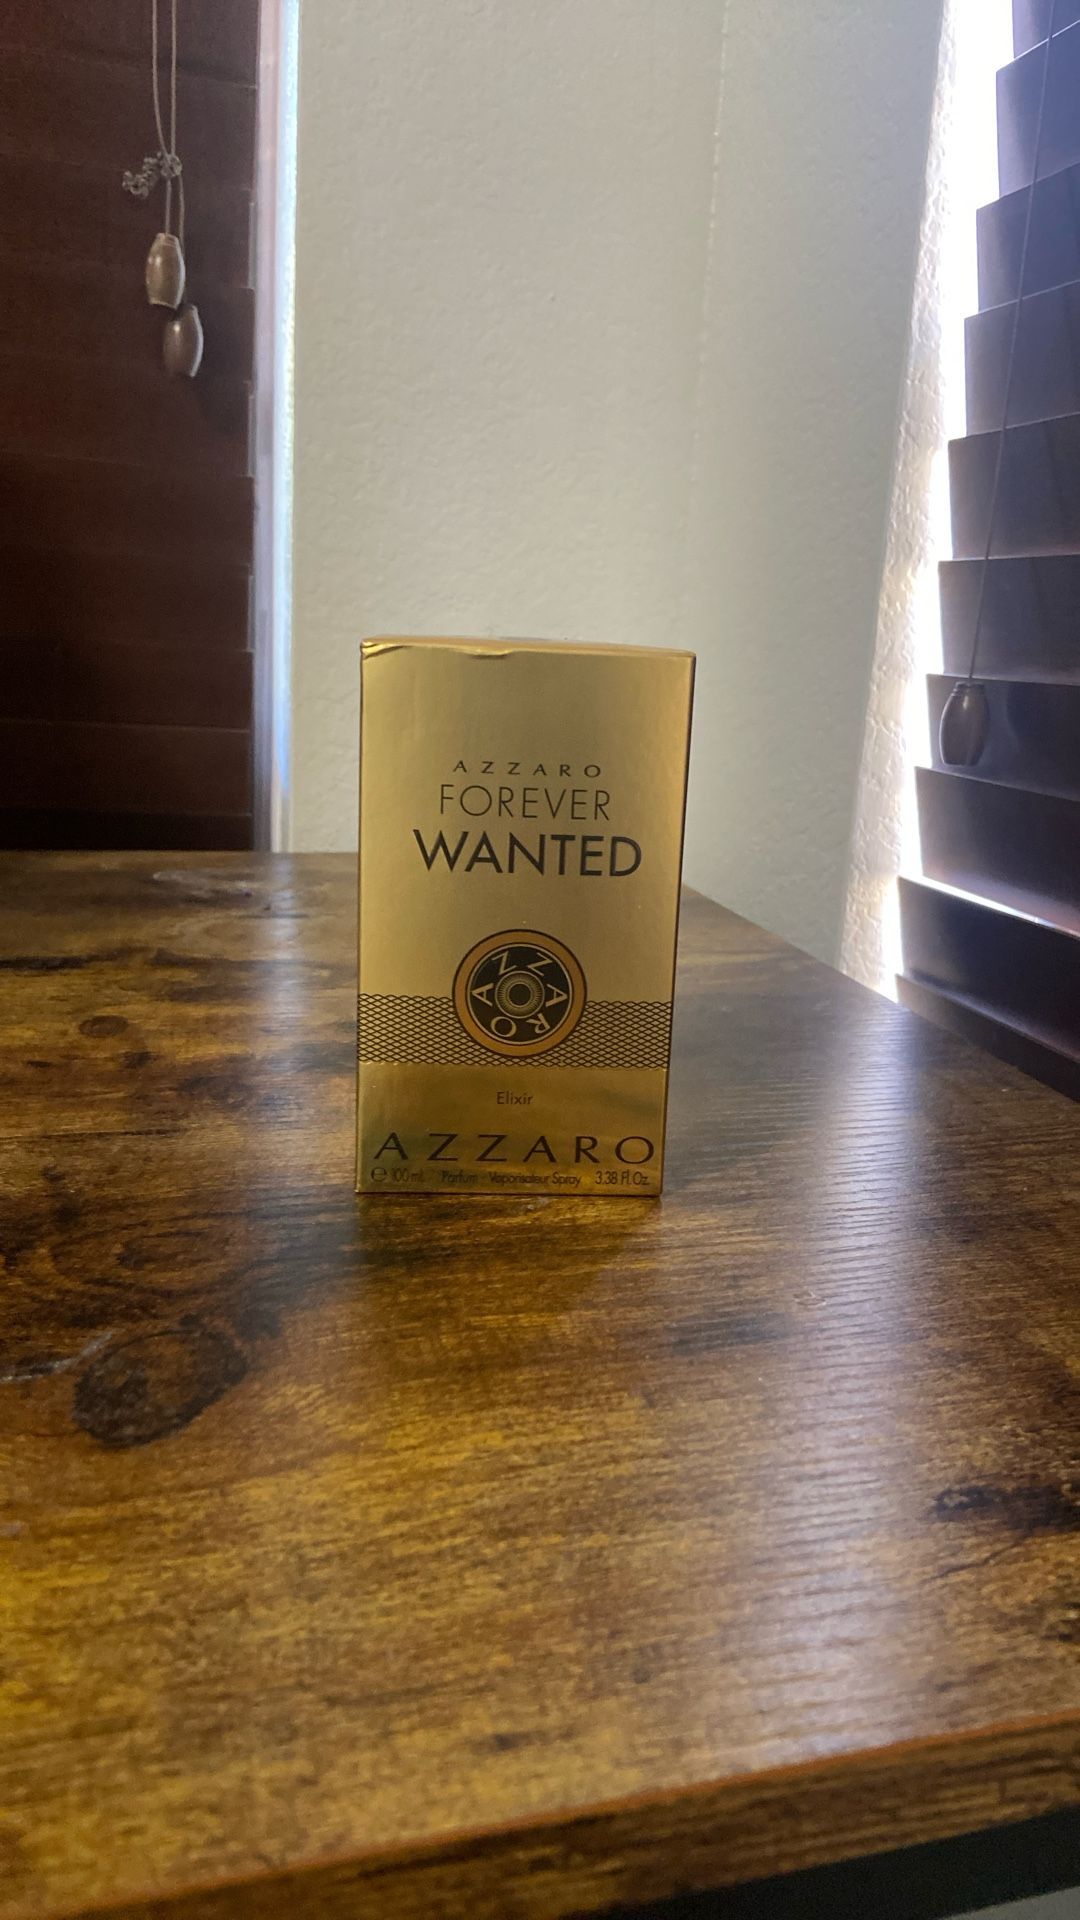 AZZARO
FOREVER
WANTED
AZZARO
Elixir
AZZARO
℮ 100 mL Parfum - Vaporisateur Spray 3.38 Fl.Oz.